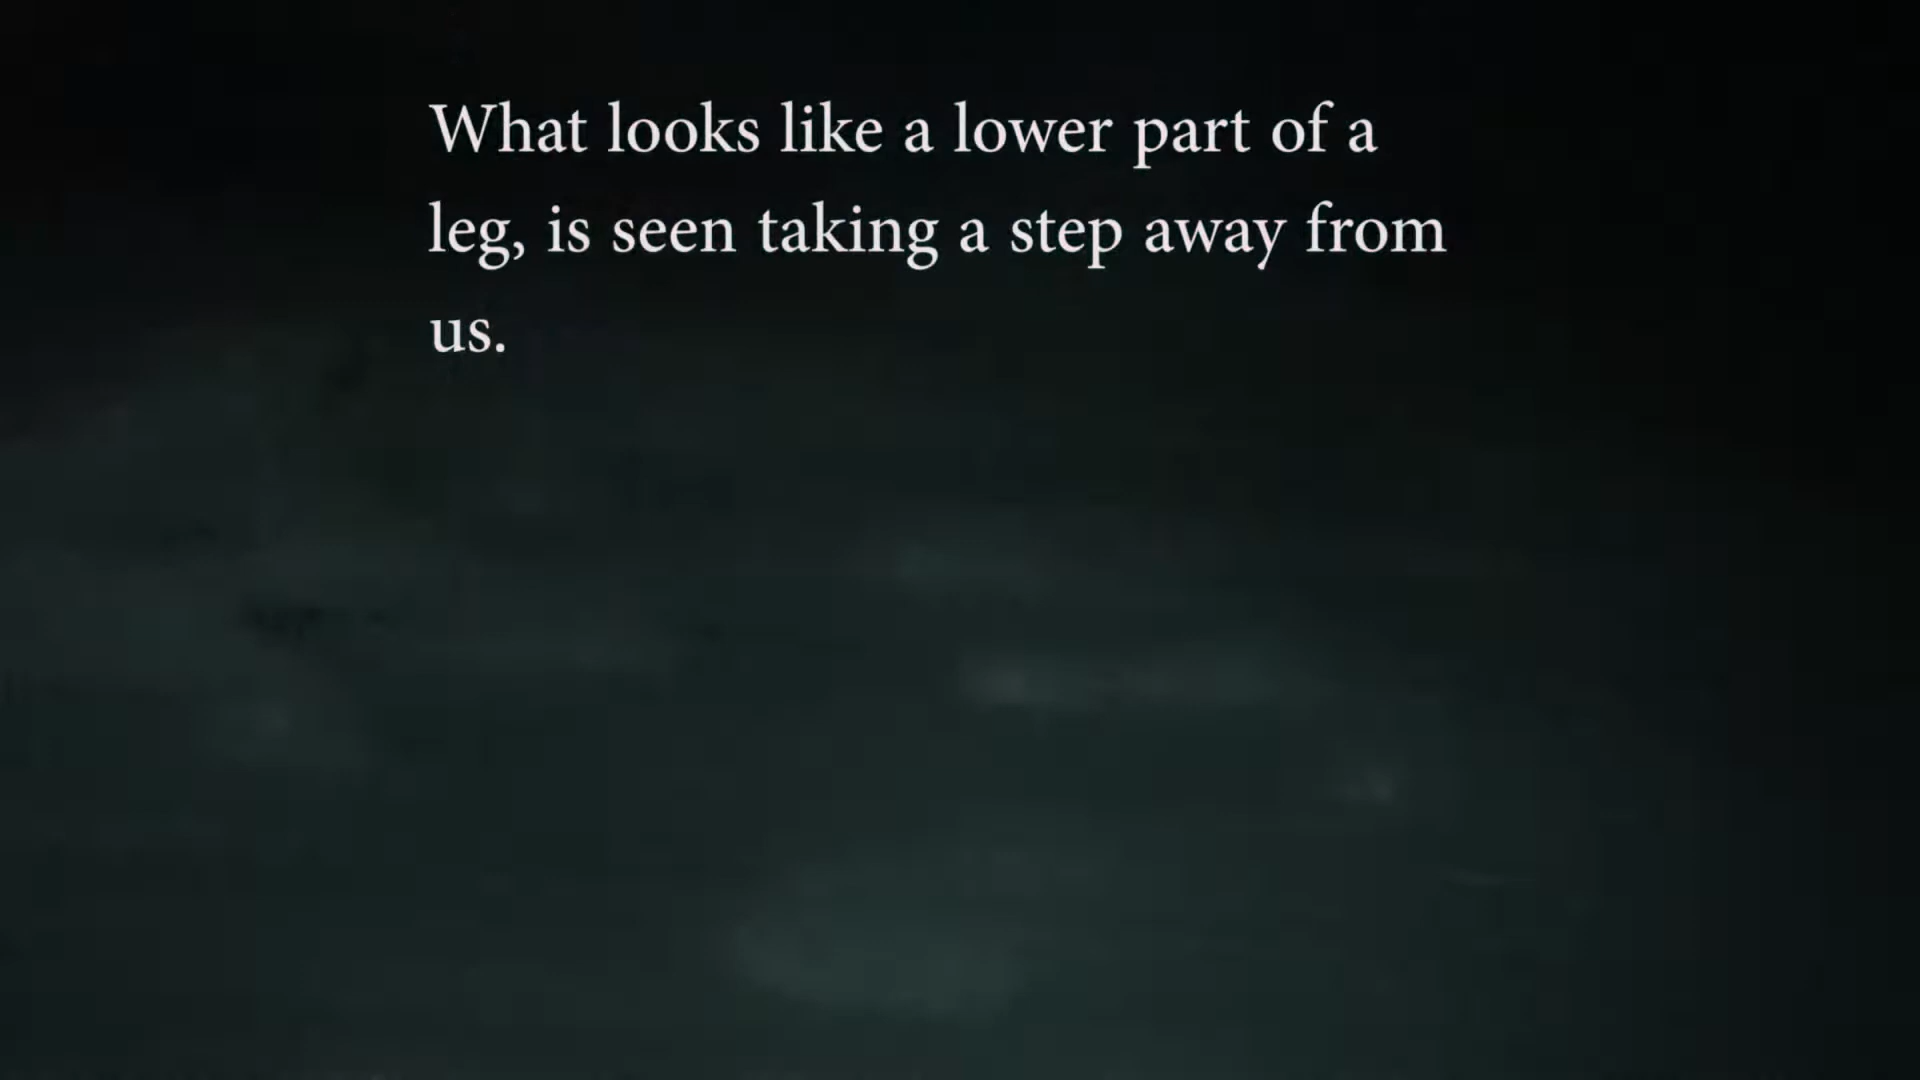 What looks like a lower part of a
leg, is seen taking a step away from
us.